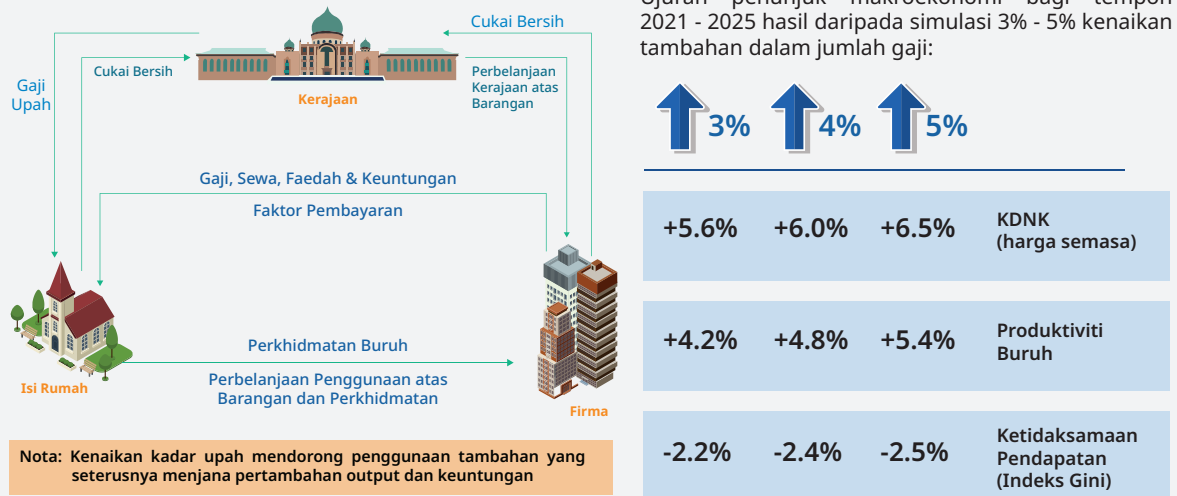 Cukai Bersih
Gaji
Upah
Cukai Bersih
Perbelanjaan
Kerajaan atas
Barangan
Kerajaan
Gaji, Sewa, Faedah & Keuntungan
Faktor Pembayaran
Perkhidmatan Buruh
Perbelanjaan Penggunaan atas
Barangan dan Perkhidmatan
Isi Rumah
Firma
Nota: Kenaikan kadar upah mendorong penggunaan tambahan yang
seterusnya menjana pertambahan output dan keuntungan
makroekonomi bagi tempoh
2021 - 2025 hasil daripada simulasi 3% - 5% kenaikan
tambahan dalam jumlah gaji:
3% 4% 5%
+5.6% +6.0% +6.5% KDNK
(harga semasa)
+4.2% +4.8% +5.4% Produktiviti
Buruh
-2.2% -2.4% -2.5% Ketidaksamaan
Pendapatan
(Indeks Gini)